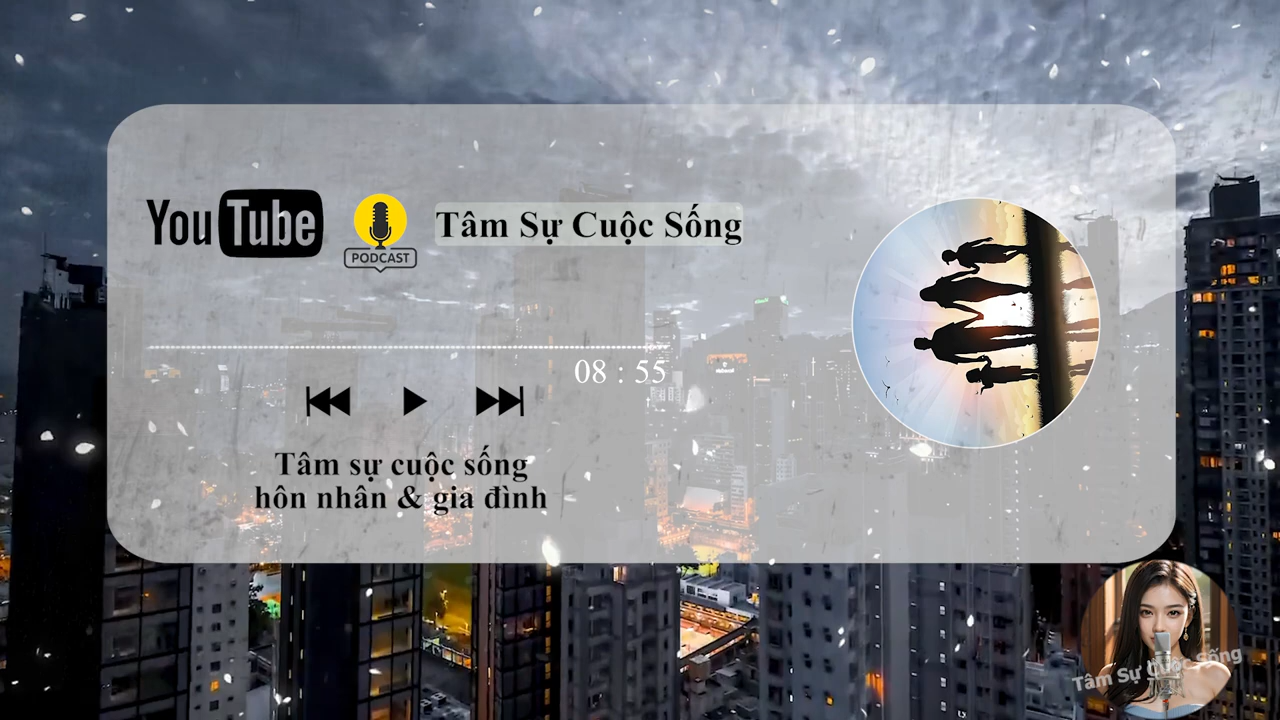 YouTube
PODCAST
Tâm Sự Cuộc Sống
08 : 55
Tâm sự cuộc sống
hôn nhân & gia đình
Tâm Sự Cuộc Sống